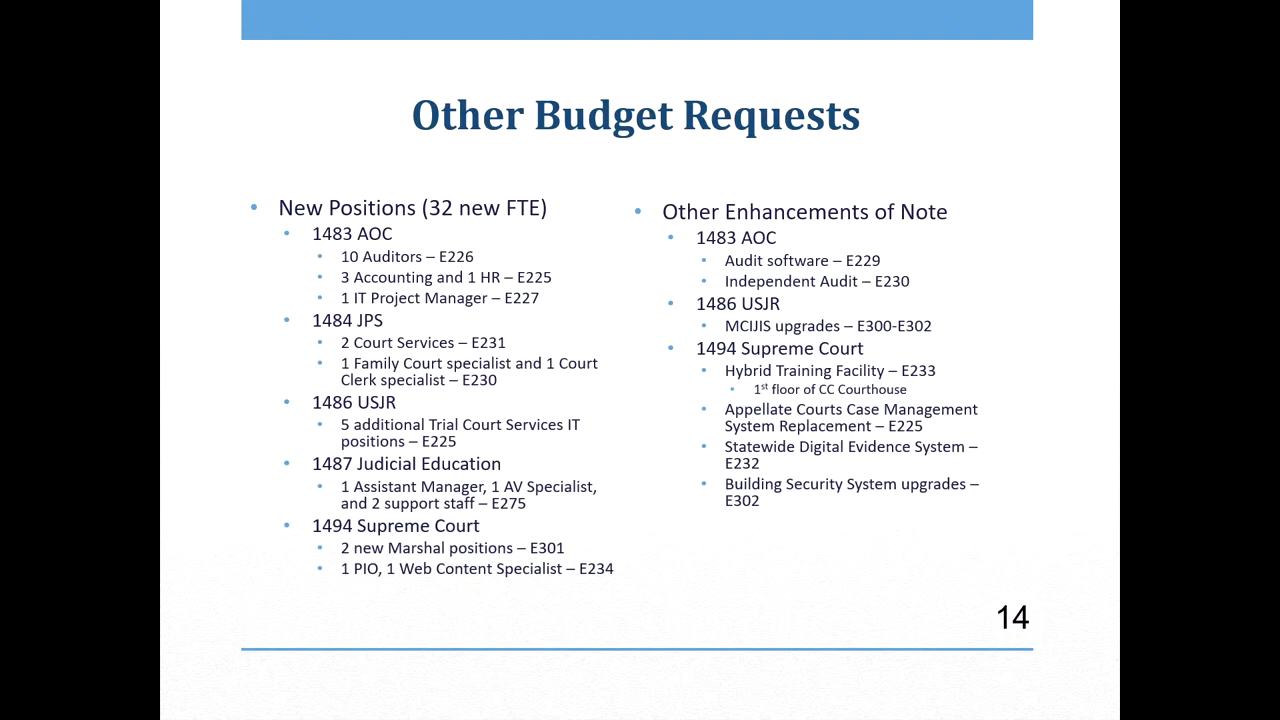 Other Budget Requests
• New Positions (32 new FTE)
• 1483 AOC
• 10 Auditors – E226
• 3 Accounting and 1 HR – E225
• 1 IT Project Manager – E227
• 1484 JPS
• 2 Court Services – E231
• 1 Family Court specialist and 1 Court
Clerk specialist – E230
• 1486 USJR
• 5 additional Trial Court Services IT
positions – E225
• 1487 Judicial Education
• 1 Assistant Manager, 1 AV Specialist,
and 2 support staff – E275
• 1494 Supreme Court
• 2 new Marshal positions – E301
• 1 PIO, 1 Web Content Specialist – E234
• Other Enhancements of Note
• 1483 AOC
• Audit software – E229
• Independent Audit – E230
• 1486 USJR
• MCIJIS upgrades – E300-E302
• 1494 Supreme Court
• Hybrid Training Facility – E233
• 1st floor of CC Courthouse
• Appellate Courts Case Management
System Replacement – E225
• Statewide Digital Evidence System –
E232
• Building Security System upgrades –
E302
14